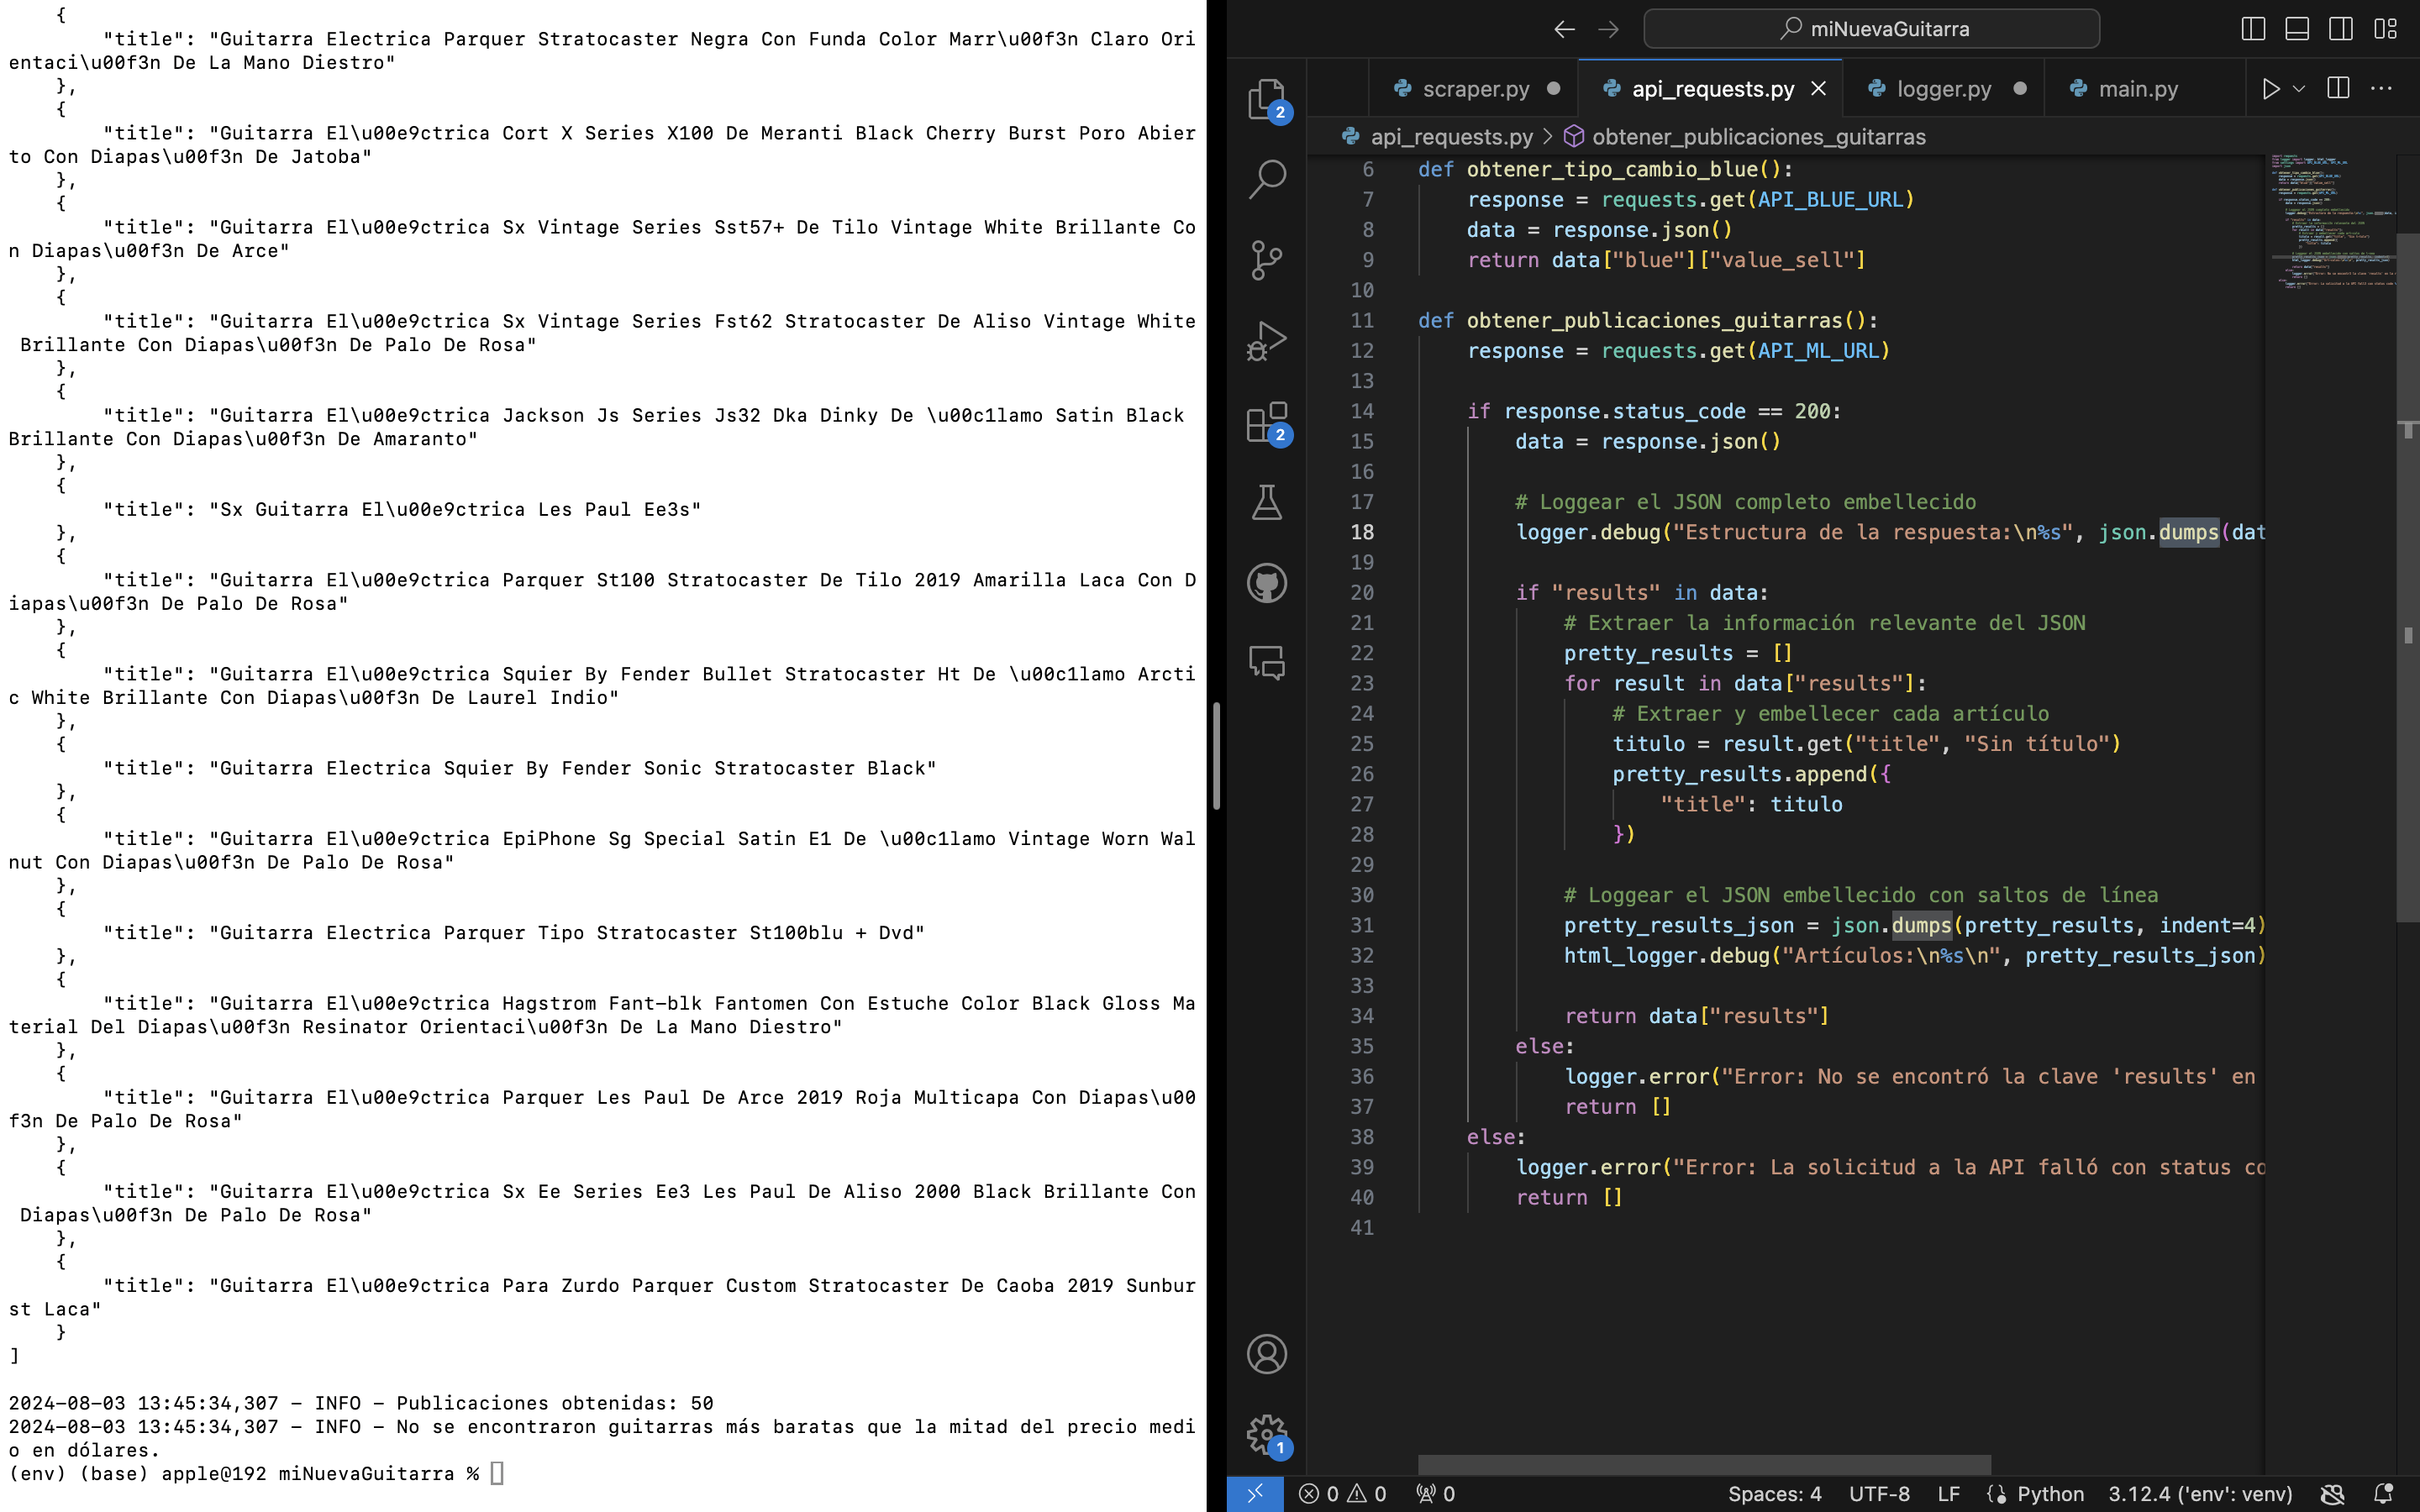 {
        "title": "Guitarra Electrica Parquer Stratocaster Negra Con Funda Color Marr\u00f3n Claro Ori
entaci\u00f3n De La Mano Diestro"
    },
    {
        "title": "Guitarra El\u00e9ctrica Cort X Series X100 De Meranti Black Cherry Burst Poro Abier
to Con Diapas\u00f3n De Jatoba"
    },
    {
        "title": "Guitarra El\u00e9ctrica Sx Vintage Series Sst57+ De Tilo Vintage White Brillante Co
n Diapas\u00f3n De Arce"
    },
    {
        "title": "Guitarra El\u00e9ctrica Sx Vintage Series Fst62 Stratocaster De Aliso Vintage White
 Brillante Con Diapas\u00f3n De Palo De Rosa"
    },
    {
        "title": "Guitarra El\u00e9ctrica Jackson Js Series Js32 Dka Dinky De \u00c1lamo Satin Black
Brillante Con Diapas\u00f3n De Amaranto"
    },
    {
        "title": "Sx Guitarra El\u00e9ctrica Les Paul Ee3s"
    },
    {
        "title": "Guitarra El\u00e9ctrica Parquer St100 Stratocaster De Tilo 2019 Amarilla Laca Con D
iapas\u00f3n De Palo De Rosa"
    },
    {
        "title": "Guitarra El\u00e9ctrica Squier By Fender Bullet Stratocaster Ht De \u00c1lamo Arcti
c White Brillante Con Diapas\u00f3n De Laurel Indio"
    },
    {
        "title": "Guitarra Electrica Squier By Fender Sonic Stratocaster Black"
    },
    {
        "title": "Guitarra El\u00e9ctrica EpiPhone Sg Special Satin E1 De \u00c1lamo Vintage Worn Wal
nut Con Diapas\u00f3n De Palo De Rosa"
    },
    {
        "title": "Guitarra Electrica Parquer Tipo Stratocaster St100blu + Dvd"
    },
    {
        "title": "Guitarra El\u00e9ctrica Hagstrom Fant-blk Fantomen Con Estuche Color Black Gloss Ma
terial Del Diapas\u00f3n Resinator Orientaci\u00f3n De La Mano Diestro"
    },
    {
        "title": "Guitarra El\u00e9ctrica Parquer Les Paul De Arce 2019 Roja Multicapa Con Diapas\u00
f3n De Palo De Rosa"
    },
    {
        "title": "Guitarra El\u00e9ctrica Sx Ee Series Ee3 Les Paul De Aliso 2000 Black Brillante Con
 Diapas\u00f3n De Palo De Rosa"
    },
    {
        "title": "Guitarra El\u00e9ctrica Para Zurdo Parquer Custom Stratocaster De Caoba 2019 Sunbur
st Laca"
    }
]
2024-08-03 13:45:34,307 - INFO - Publicaciones obtenidas: 50
2024-08-03 13:45:34,307 - INFO - No se encontraron guitarras más baratas que la mitad del precio medi
o en dólares.
(env) (base) apple@192 miNuevaGuitarra %
miNuevaGuitarra
scraper.py
api_requests.py
logger.py
main.py
api_requests.py > obtener_publicaciones_guitarras
2
2
1
6 def obtener_tipo_cambio_blue():
7     response = requests.get(API_BLUE_URL)
8     data = response.json()
9     return data["blue"]["value_sell"]
10
11 def obtener_publicaciones_guitarras():
12     response = requests.get(API_ML_URL)
13
14     if response.status_code == 200:
15         data = response.json()
16
17         # Loggear el JSON completo embellecido
18         logger.debug("Estructura de la respuesta:\n%s", json.dumps(dat
19
20         if "results" in data:
21             # Extraer la información relevante del JSON
22             pretty_results = []
23             for result in data["results"]:
24                 # Extraer y embellecer cada artículo
25                 titulo = result.get("title", "Sin título")
26                 pretty_results.append({
27                     "title": titulo
28                 })
29
30             # Loggear el JSON embellecido con saltos de línea
31             pretty_results_json = json.dumps(pretty_results, indent=4)
32             html_logger.debug("Artículos:\n%s\n", pretty_results_json)
33
34             return data["results"]
35         else:
36             logger.error("Error: No se encontró la clave 'results' en
37             return []
38     else:
39         logger.error("Error: La solicitud a la API falló con status co
40         return []
41
0 0 0 Spaces: 4 UTF-8 LF Python 3.12.4 ('env': venv)